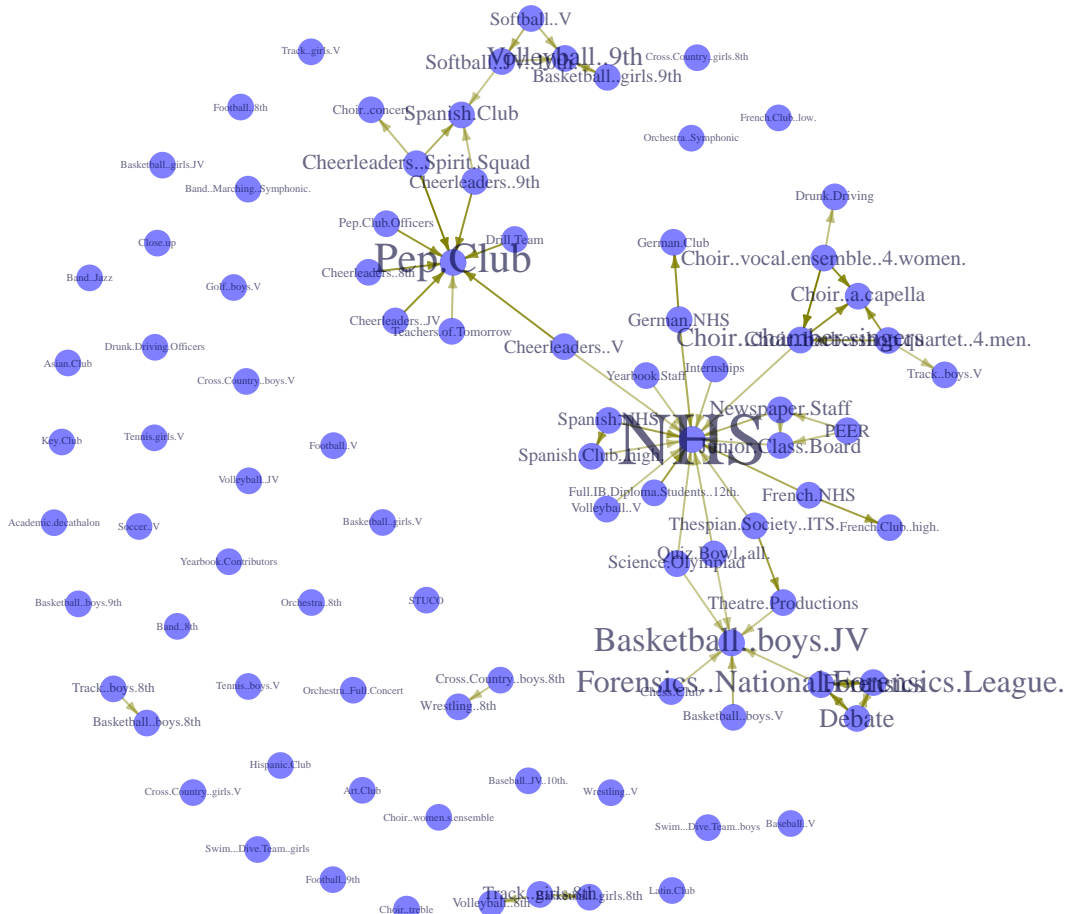 Softball..V
Track..girls.V
Volleyball..9th
Cross.Country..girls.8th
Softball..JV..10th.
Basketball..girls.9th
Football..8th
Choir..concert
Spanish.Club
French.Club..low.
Orchestra..Symphonic
Basketball..girls.JV
Cheerleaders..Spirit.Squad
Band..Marching..Symphonic.
Cheerleaders..9th
Drunk.Driving
Pep.Club.Officers
Drill.Team
German.Club
Close.up
Pep.Club
Choir..vocal.ensemble..4.women.
Band..Jazz
Cheerleaders..8th
Golf..boys.V
Choir..a.capella
Cheerleaders..JV
Teachers.of.Tomorrow
German.NHS
Choir..chamber.singers
quartet..4.men.
Drunk.Driving.Officers
Cheerleaders..V
Asian.Club
Internships
Yearbook.Staff
Track..boys.V
Cross.Country..boys.V
Newspaper.Staff
Spanish.NHS
PEER
Key.Club
Tennis.girls.V
Football..V
NHS
Junior.Class.Board
Spanish.Club..high.
Volleyball..JV
Full.IB.Diploma.Students..12th.
French.NHS
Volleyball..V
Academic.decathalon
Soccer..V
Basketball..girls.V
Thespian.Society..ITS.
French.Club..high.
Quiz.Bowl..all.
Science.Olympiad
Yearbook.Contributors
Basketball..boys.9th
Orchestra..8th
STUCO
Theatre.Productions
Band..8th
Basketball..boys.JV
Cross.Country..boys.8th
Forensics..National.Forensics.League.
Forensics
Track..boys.8th
Tennis..boys.V
Orchestra..Full.Concert
Chess.Club
Wrestling..8th
Basketball..boys.V
Debate
Basketball..boys.8th
Hispanic.Club
Baseball..JV..10th.
Cross.Country..girls.V
Art.Club
Wrestling..V
Choir..women.s.ensemble
Swim...Dive.Team..boys
Baseball..V
Swim...Dive.Team..girls
Football..9th
Track..girls.8th
Basketball..girls.8th
Latin.Club
Volleyball..8th
Choir..treble